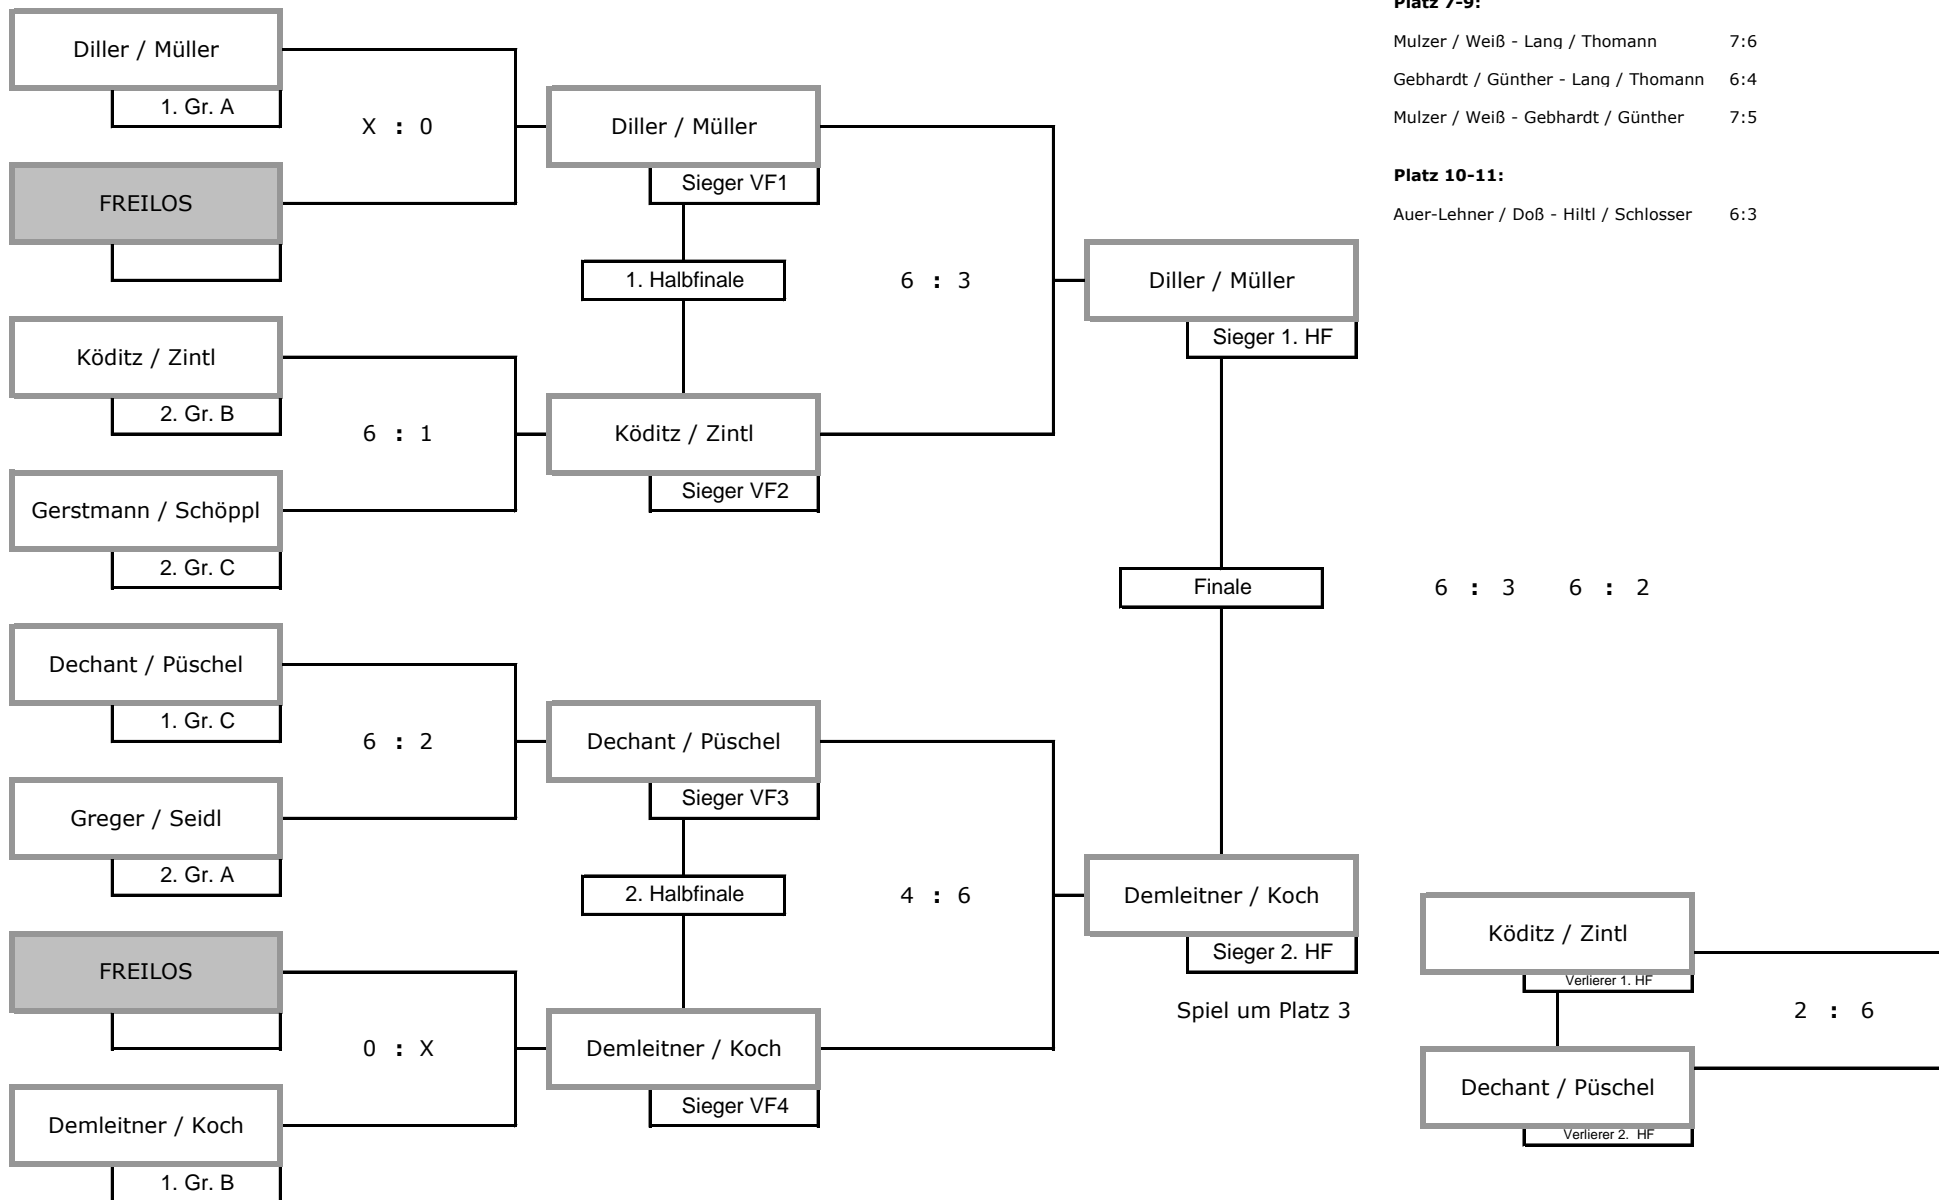 Platz 7-9:
Mulzer / Weiß - Lang / Thomann 7:6
Gebhardt / Günther - Lang / Thomann 6:4
Mulzer / Weiß - Gebhardt / Günther 7:5
Platz 10-11:
Auer-Lehner / Doß - Hiltl / Schlosser 6:3
Diller / Müller
1. Gr. A
X : 0
FREILOS
Köditz / Zintl
2. Gr. B
6 : 1
Gerstmann / Schöppl
2. Gr. C
Dechant / Püschel
1. Gr. C
6 : 2
Greger / Seidl
2. Gr. A
FREILOS
0 : X
Demleitner / Koch
1. Gr. B
Diller / Müller
Sieger VF1
1. Halbfinale
6 : 3
Köditz / Zintl
Sieger VF2
Dechant / Püschel
Sieger VF3
2. Halbfinale
4 : 6
Demleitner / Koch
Sieger VF4
Diller / Müller
Sieger 1. HF
Finale
6 : 3 6 : 2
Demleitner / Koch
Sieger 2. HF
Spiel um Platz 3
Köditz / Zintl
Verlierer 1. HF
2 : 6
Dechant / Püschel
Verlierer 2. HF